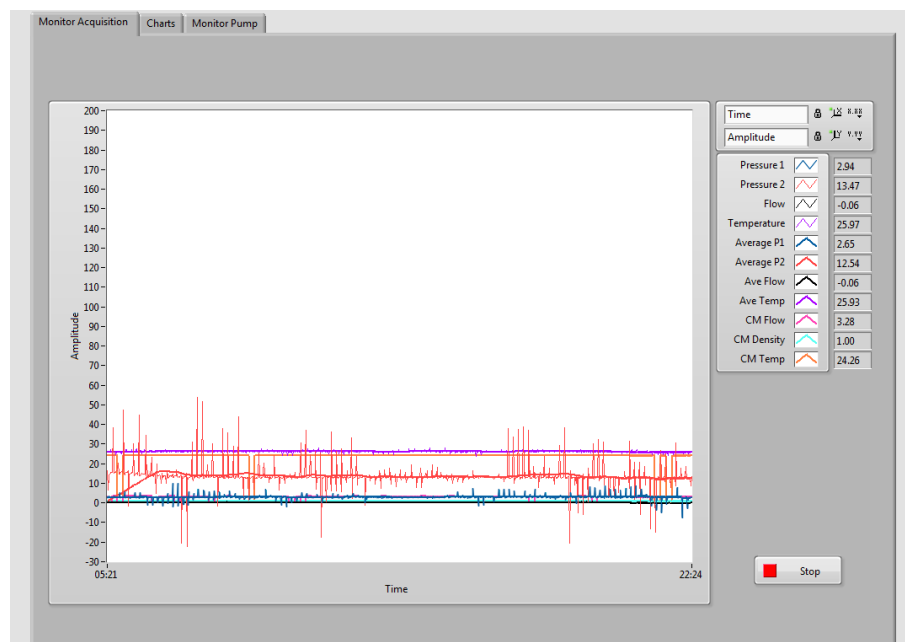 Monitor Acquisition Charts Monitor Pump
200
190
180
170
160
150
140
130
120
110
100
90
80
70
60
50
40
30
20
10
0
-10
-20
-30
Amplitude
05:21 22:24
Time
Time
Amplitude
Pressure 1 2.94
Pressure 2 13.47
Flow -0.06
Temperature 25.97
Average P1 2.65
Average P2 12.54
Ave Flow -0.06
Ave Temp 25.93
CM Flow 3.28
CM Density 1.00
CM Temp 24.26
Stop